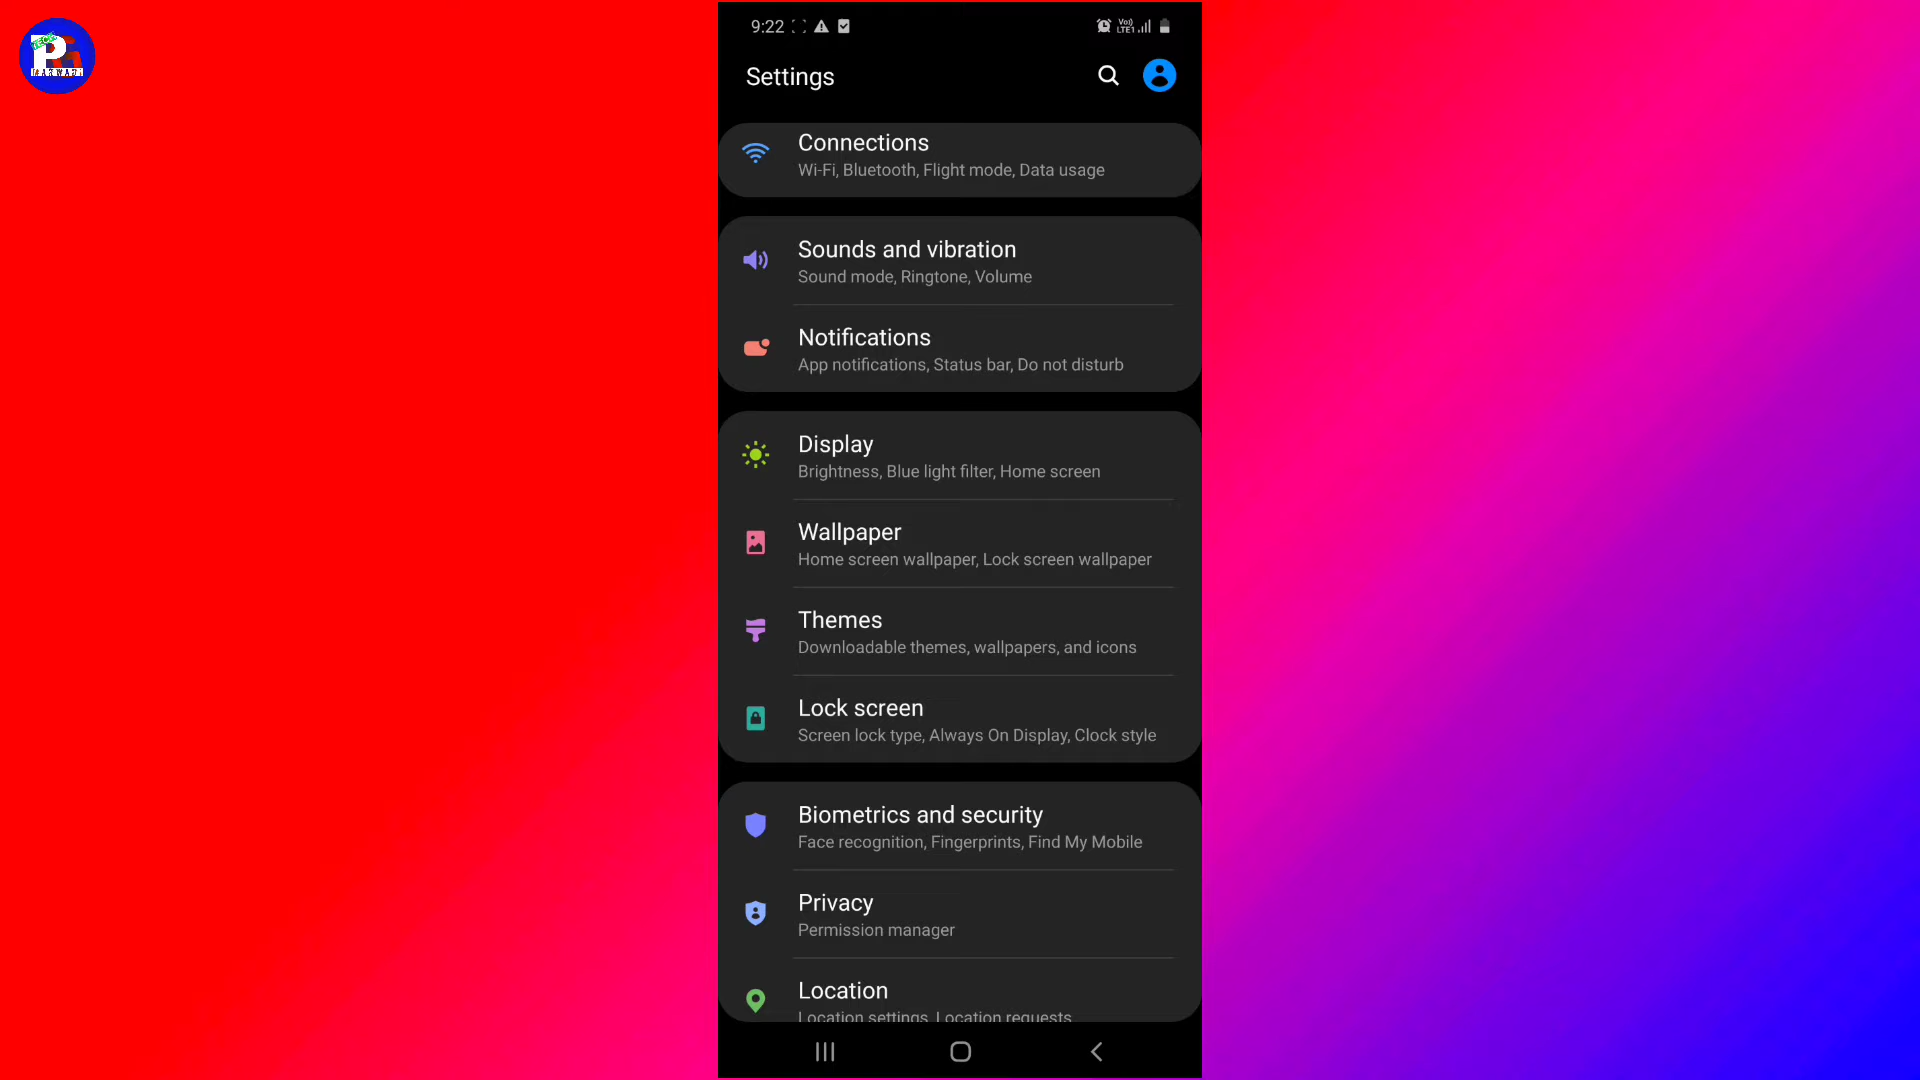 TECH
P
9:22
Vo)
LTE1
Settings
Connections
Wi-Fi, Bluetooth, Flight mode, Data usage
Sounds and vibration
Sound mode, Ringtone, Volume
Notifications
App notifications, Status bar, Do not disturb
Display
Brightness, Blue light filter, Home screen
Wallpaper
Home screen wallpaper, Lock screen wallpaper
Themes
Downloadable themes, wallpapers, and icons
Lock screen
Screen lock type, Always On Display, Clock style
Biometrics and security
Face recognition, Fingerprints, Find My Mobile
Privacy
Permission manager
Location
Location settings, Location requests